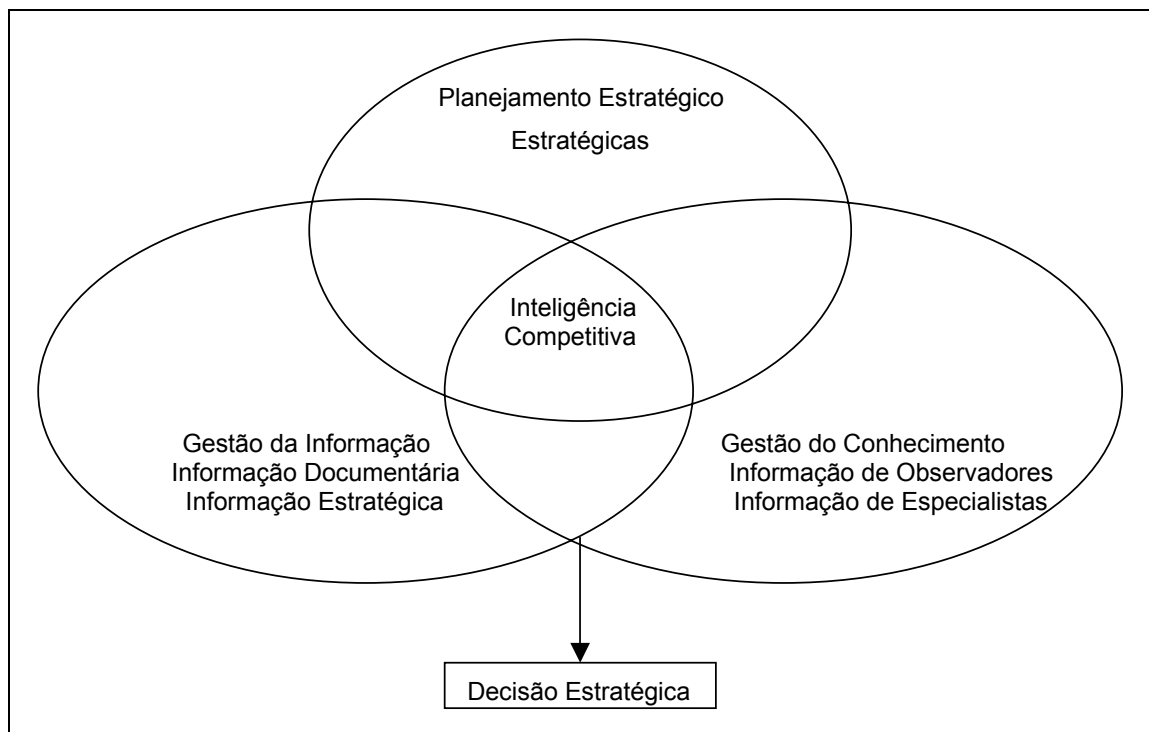 Planejamento Estratégico
Estratégicas
Inteligência
Competitiva
Gestão da Informação
Informação Documentária
Informação Estratégica
Gestão do Conhecimento
Informação de Observadores
Informação de Especialistas
Decisão Estratégica